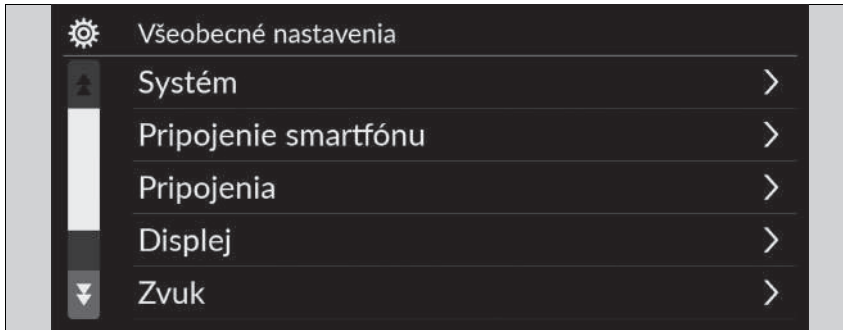 Všeobecné nastavenia
Systém
Pripojenie smartfónu
Pripojenia
Displej
Zvuk